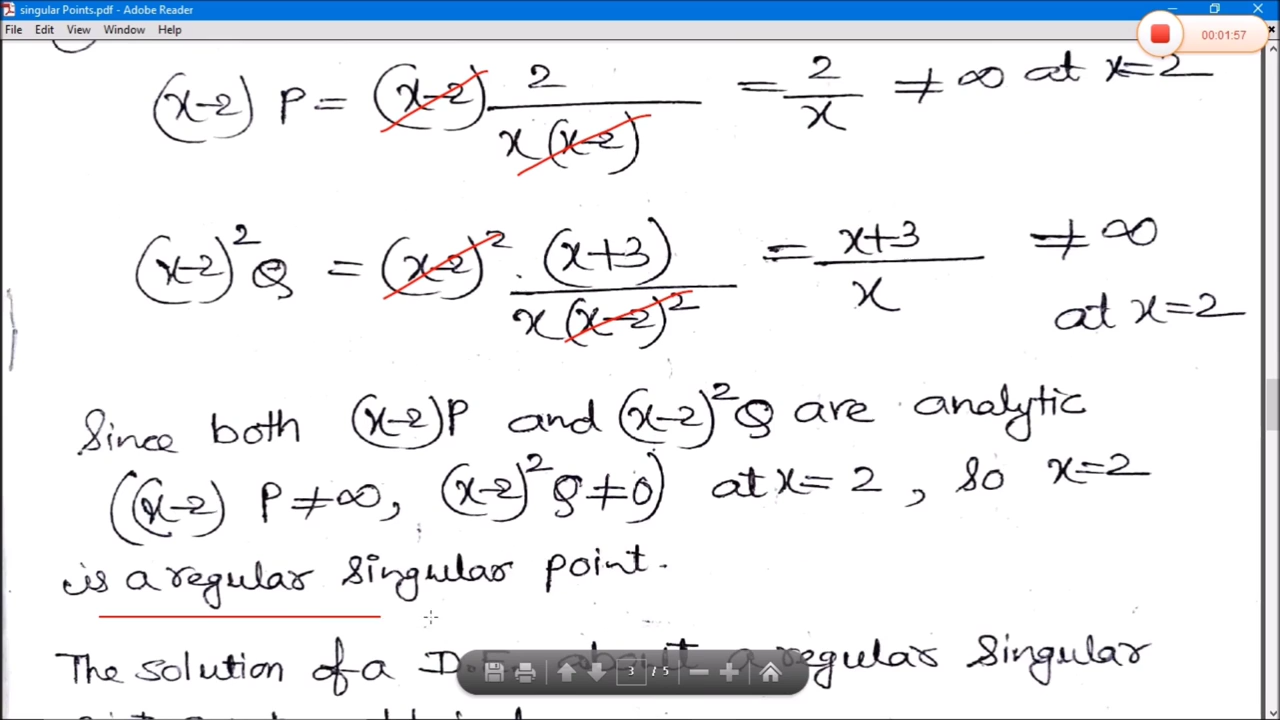 singular Points.pdf - Adobe Reader
File Edit View Window Help
00:01:57
(x-2) P = (x-2) 2 / x(x-2) = 2/x ≠ ∞ at x=2
(x-2)² Q = (x-2)² . (x+3) / x(x-2)² = x+3 / x ≠ ∞
at x=2
Since both (x-2)P and (x-2)²Q are analytic
((x-2) P≠∞, (x-2)²Q≠0) at x=2, so x=2
is a regular singular point.
The solution of a D.E. about a regular singular
3 / 5